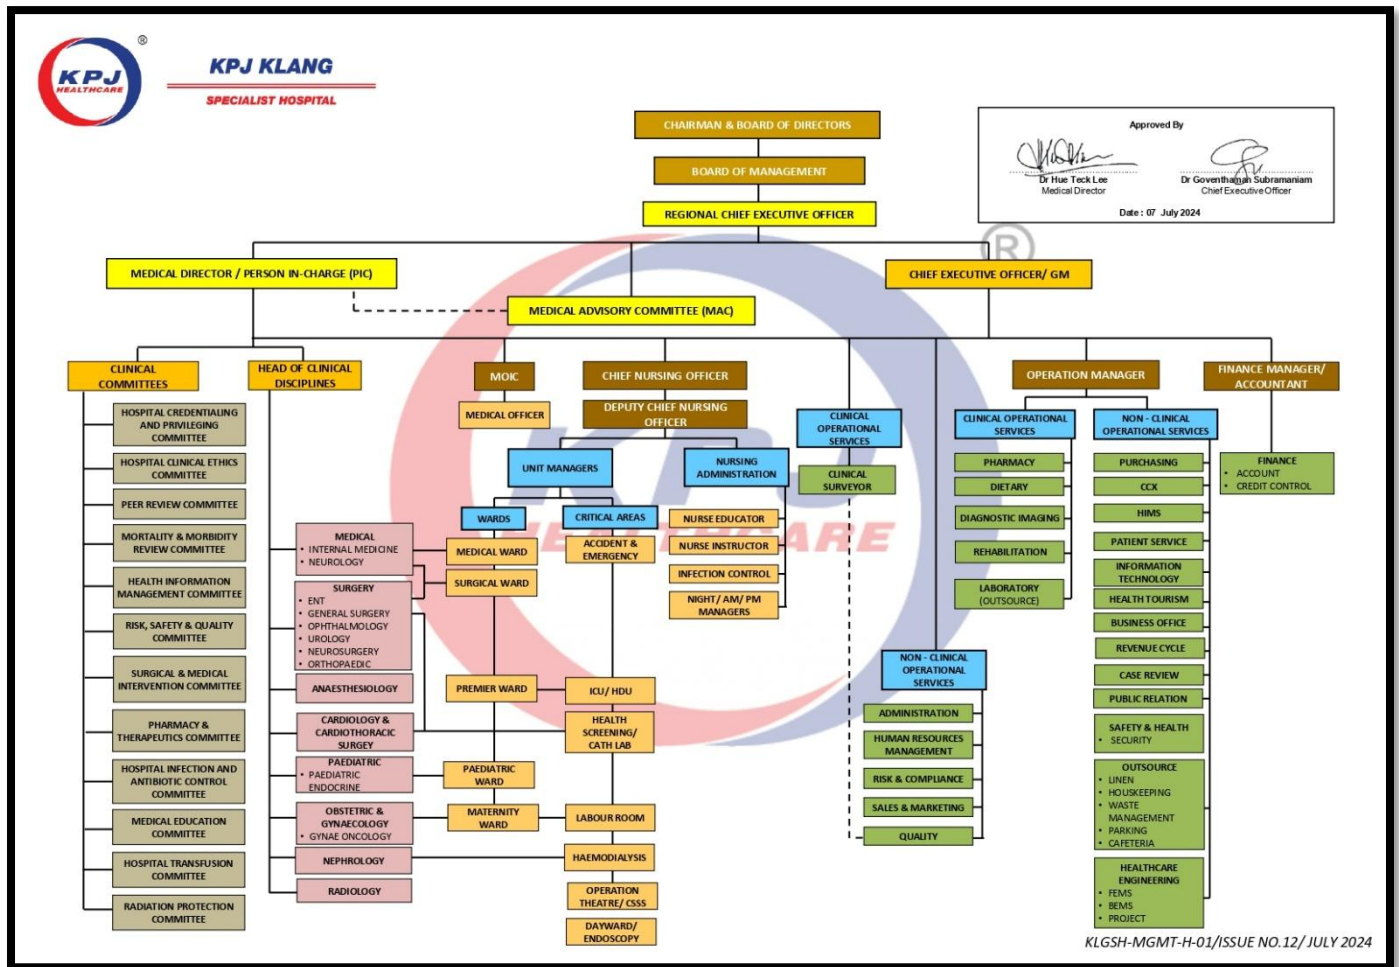 KPJ
HEALTHCARE
®
KPJ KLANG
SPECIALIST HOSPITAL
CHAIRMAN & BOARD OF DIRECTORS
BOARD OF MANAGEMENT
REGIONAL CHIEF EXECUTIVE OFFICER
Approved By
Dr Hue Teck Lee
Medical Director
Dr Goventhaman Subramaniam
Chief Executive Officer
Date : 07 July 2024
MEDICAL DIRECTOR / PERSON IN-CHARGE (PIC)
MEDICAL ADVISORY COMMITTEE (MAC)
CHIEF EXECUTIVE OFFICER/ GM
®
KPJ
HEALTHCARE
CLINICAL
COMMITTEES
HOSPITAL CREDENTIALING
AND PRIVILEGING
COMMITTEE
HOSPITAL CLINICAL ETHICS
COMMITTEE
PEER REVIEW COMMITTEE
MORTALITY & MORBIDITY
REVIEW COMMITTEE
HEALTH INFORMATION
MANAGEMENT COMMITTEE
RISK, SAFETY & QUALITY
COMMITTEE
SURGICAL & MEDICAL
INTERVENTION COMMITTEE
PHARMACY &
THERAPEUTICS COMMITTEE
HOSPITAL INFECTION AND
ANTIBIOTIC CONTROL
COMMITTEE
MEDICAL EDUCATION
COMMITTEE
HOSPITAL TRANSFUSION
COMMITTEE
RADIATION PROTECTION
COMMITTEE
HEAD OF CLINICAL
DISCIPLINES
MEDICAL
• INTERNAL MEDICINE
• NEUROLOGY
SURGERY
• ENT
• GENERAL SURGERY
• OPHTHALMOLOGY
• UROLOGY
• NEUROSURGERY
• ORTHOPAEDIC
ANAESTHESIOLOGY
CARDIOLOGY &
CARDIOTHORACIC
SURGEY
PAEDIATRIC
• PAEDIATRIC
ENDOCRINE
OBSTETRIC &
GYNAECOLOGY
• GYNAE ONCOLOGY
NEPHROLOGY
RADIOLOGY
MOIC
MEDICAL OFFICER
CHIEF NURSING OFFICER
DEPUTY CHIEF NURSING
OFFICER
UNIT MANAGERS
WARDS
MEDICAL WARD
SURGICAL WARD
PREMIER WARD
PAEDIATRIC
WARD
MATERNITY
WARD
CRITICAL AREAS
ACCIDENT &
EMERGENCY
ICU/ HDU
HEALTH
SCREENING/
CATH LAB
LABOUR ROOM
HAEMODIALYSIS
OPERATION
THEATRE/ CSSS
DAYWARD/
ENDOSCOPY
NURSING
ADMINISTRATION
NURSE EDUCATOR
NURSE INSTRUCTOR
INFECTION CONTROL
NIGHT/ AM/ PM
MANAGERS
CLINICAL
OPERATIONAL
SERVICES
CLINICAL
SURVEYOR
NON - CLINICAL
OPERATIONAL
SERVICES
ADMINISTRATION
HUMAN RESOURCES
MANAGEMENT
RISK & COMPLIANCE
SALES & MARKETING
QUALITY
OPERATION MANAGER
CLINICAL OPERATIONAL
SERVICES
PHARMACY
DIETARY
DIAGNOSTIC IMAGING
REHABILITATION
LABORATORY
(OUTSOURCE)
NON - CLINICAL
OPERATIONAL SERVICES
PURCHASING
CCX
HIMS
PATIENT SERVICE
INFORMATION
TECHNOLOGY
HEALTH TOURISM
BUSINESS OFFICE
REVENUE CYCLE
CASE REVIEW
PUBLIC RELATION
SAFETY & HEALTH
• SECURITY
OUTSOURCE
• LINEN
• HOUSKEEPING
• WASTE
MANAGEMENT
• PARKING
• CAFETERIA
HEALTHCARE
ENGINEERING
• FEMS
• BEMS
• PROJECT
FINANCE MANAGER/
ACCOUNTANT
FINANCE
• ACCOUNT
• CREDIT CONTROL
KLGSH-MGMT-H-01/ISSUE NO.12/ JULY 2024